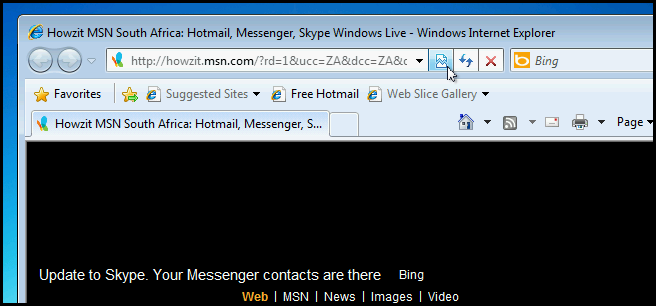 Howzit MSN South Africa: Hotmail, Messenger, Skype Windows Live - Windows Internet Explorer
http://howzit.msn.com/?rd=1&ucc=ZA&dcc=ZA&c
Bing
Favorites Suggested Sites Free Hotmail Web Slice Gallery
Howzit MSN South Africa: Hotmail, Messenger, S... Page
Update to Skype. Your Messenger contacts are there Bing
Web | MSN | News | Images | Video